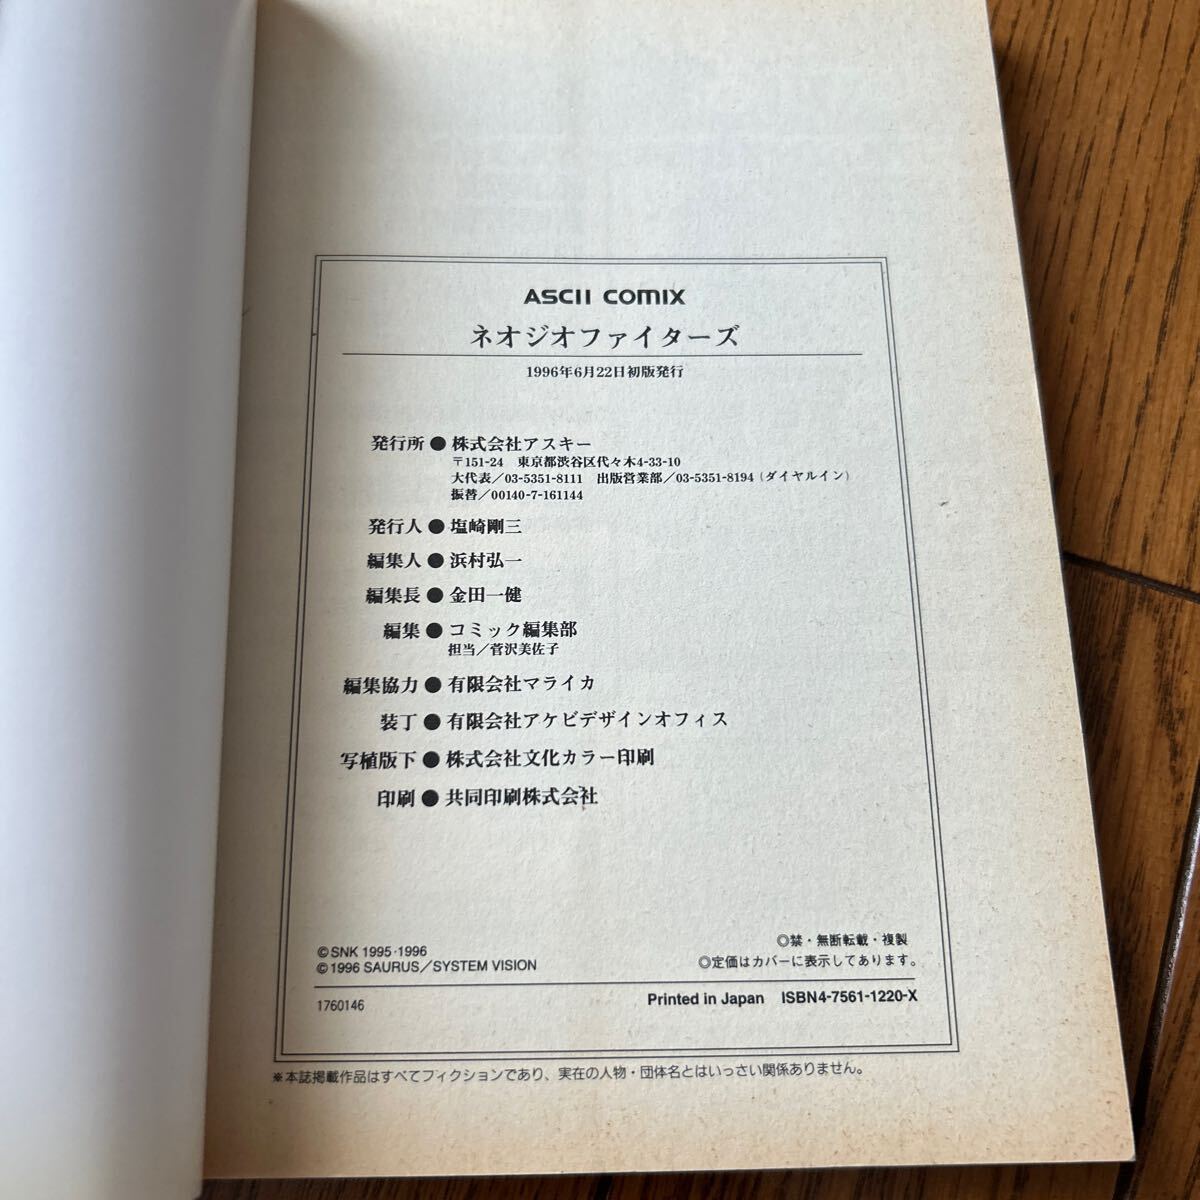 ASCII COMIX
ネオジオファイターズ
1996年6月22日初版発行
発行所●株式会社アスキー
〒151-24　東京都渋谷区代々木4-33-10
大代表／03-5351-8111　出版営業部／03-5351-8194（ダイヤルイン）
振替／00140-7-161144
発行人●塩崎剛三
編集人●浜村弘一
編集長●金田一健
編集●コミック編集部
担当／菅沢美佐子
編集協力●有限会社マライカ
装丁●有限会社アケビデザインオフィス
写植版下●株式会社文化カラー印刷
印刷●共同印刷株式会社
©SNK 1995·1996
©1996 SAURUS／SYSTEM VISION
◎禁・無断転載・複製
◎定価はカバーに表示してあります。
1760146
Printed in Japan　ISBN4-7561-1220-X
※本誌掲載作品はすべてフィクションであり、実在の人物・団体名とはいっさい関係ありません。